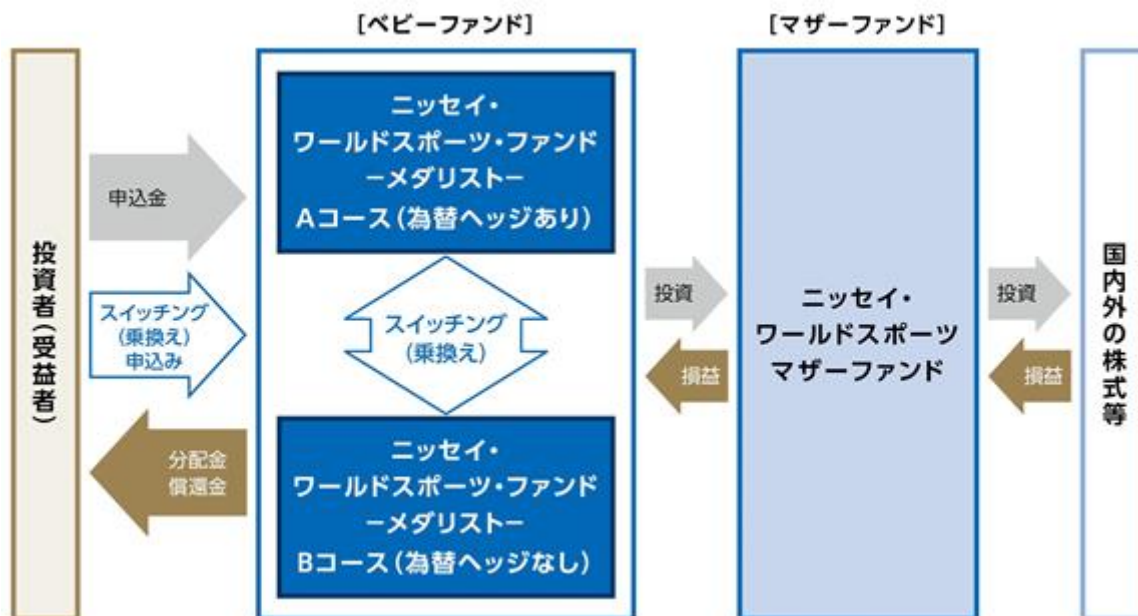 [ベビーファンド]
[マザーファンド]
投資者(受益者)
申込金
スイッチング
(乗換え)
申込み
分配金
償還金
ニッセイ・
ワールドスポーツ・ファンド
－メダリスト－
Aコース(為替ヘッジあり)
スイッチング
(乗換え)
ニッセイ・
ワールドスポーツ・ファンド
－メダリスト－
Bコース(為替ヘッジなし)
投資
損益
ニッセイ・
ワールドスポーツ
マザーファンド
投資
損益
国内外の株式等